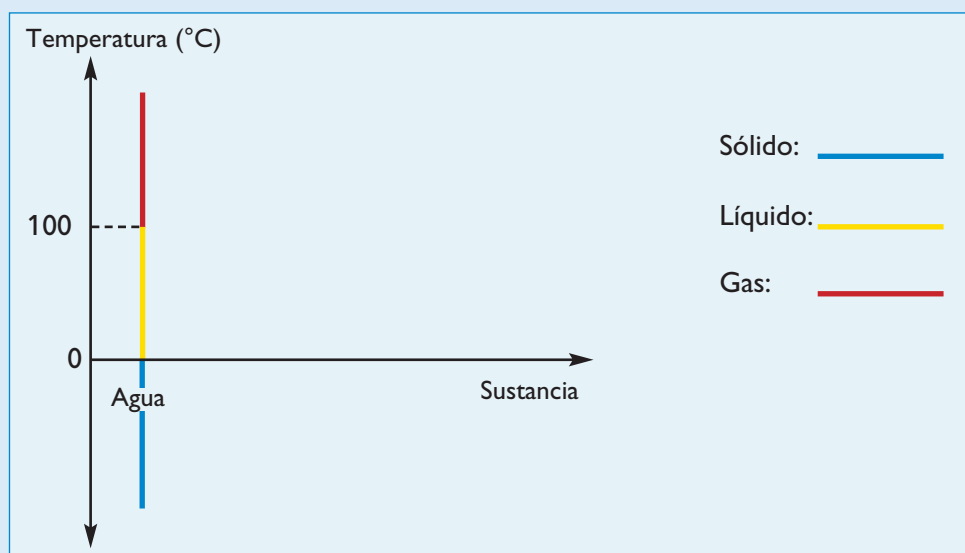 Temperatura (°C)
Sólido:
100
Líquido:
Gas:
0
Agua
Sustancia